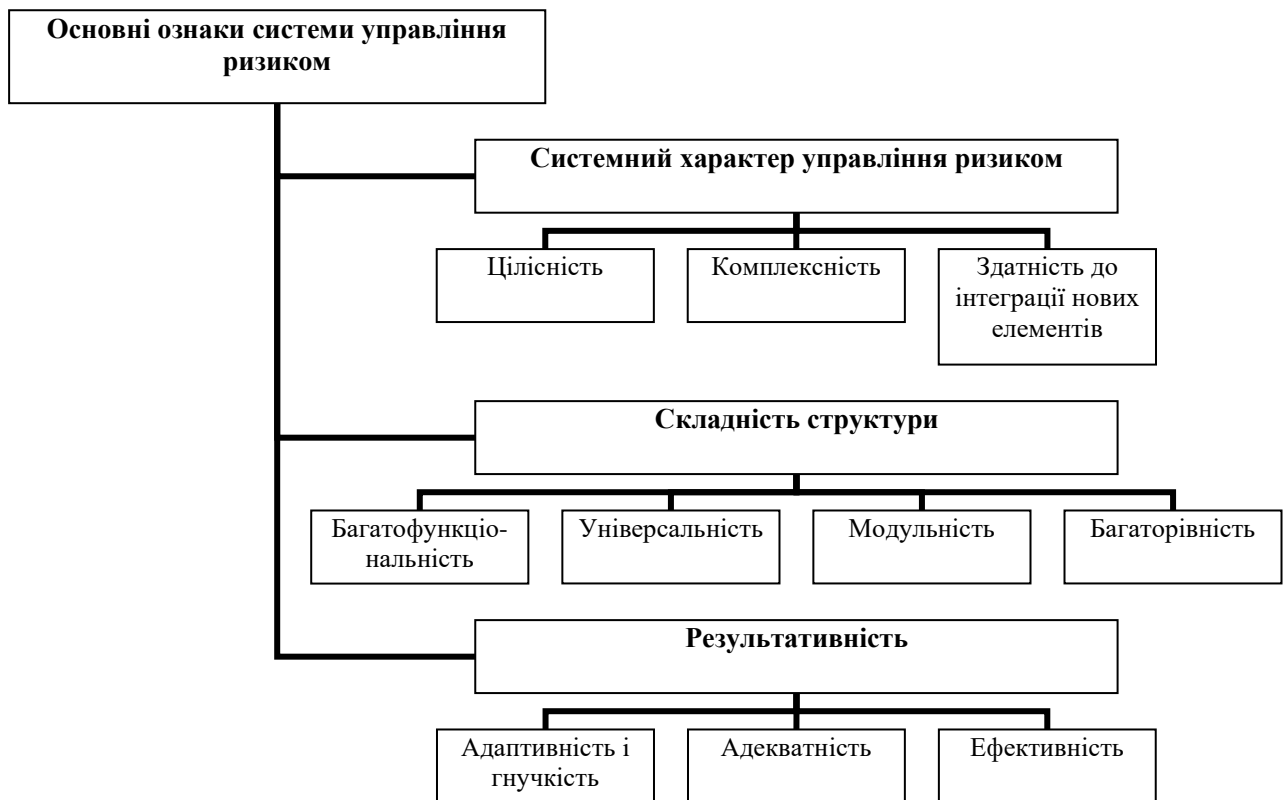 Основні ознаки системи управління
ризиком
Системний характер управління ризиком
Цілісність
Комплексність
Здатність до
інтеграції нових
елементів
Складність структури
Багатофункціо-
нальність
Універсальність
Модульність
Багаторівність
Результативність
Адаптивність і
гнучкість
Адекватність
Ефективність